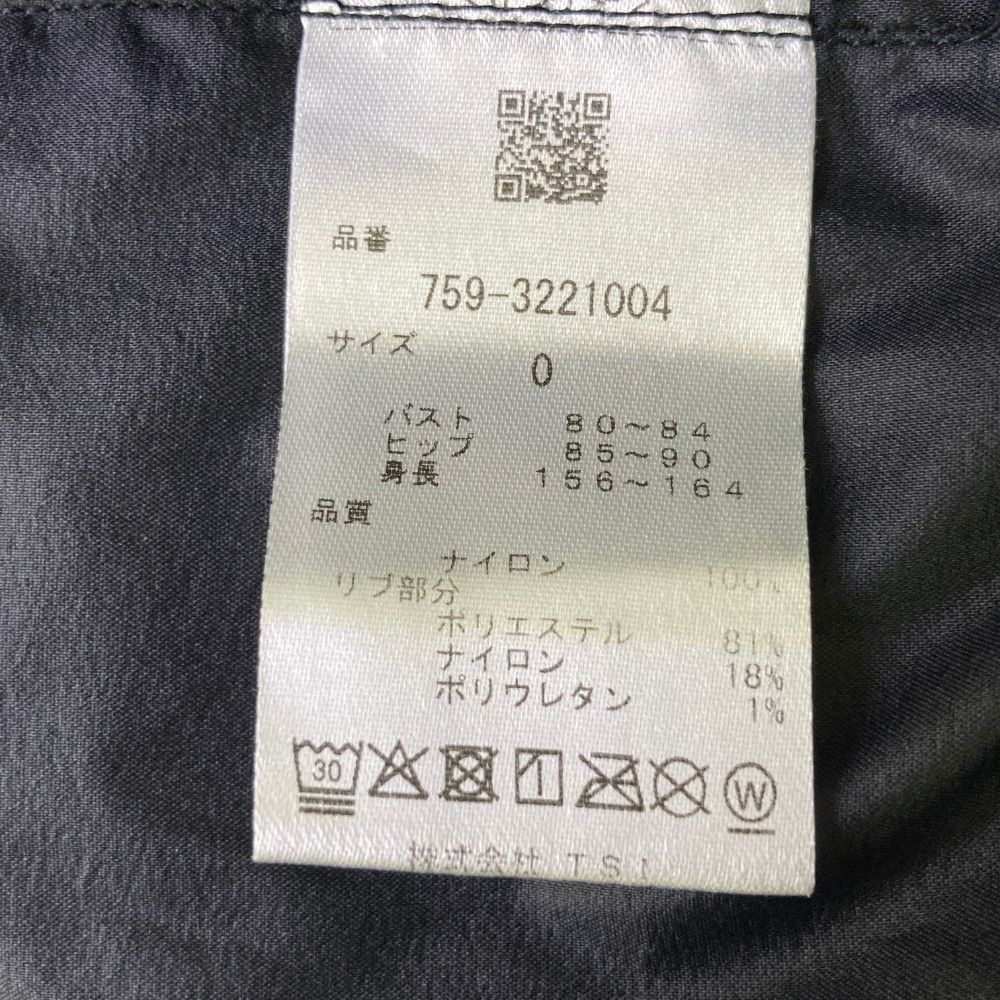 品番
759-3221004
サイズ
0
バスト 80～84
ヒップ 85～90
身長 156～164
品質
ナイロン 100%
リブ部分
ポリエステル 81%
ナイロン 18%
ポリウレタン 1%
30 W
株式会社TSI